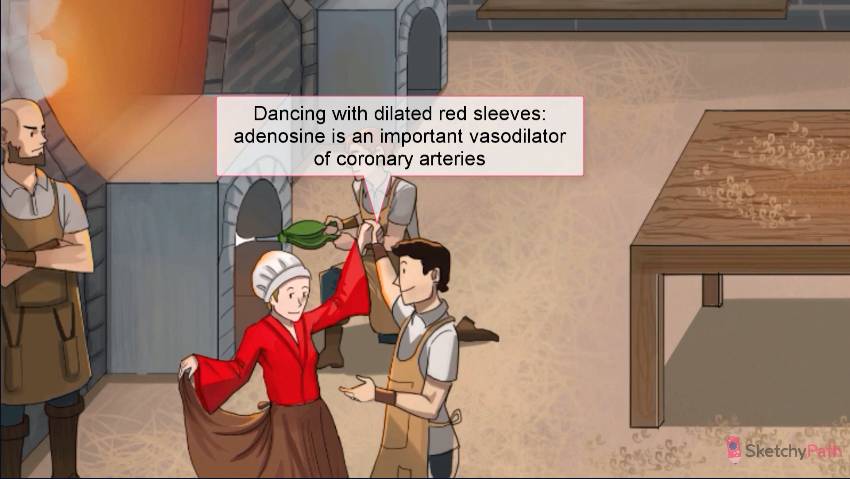 Dancing with dilated red sleeves:
adenosine is an important vasodilator
of coronary arteries
SketchyPath